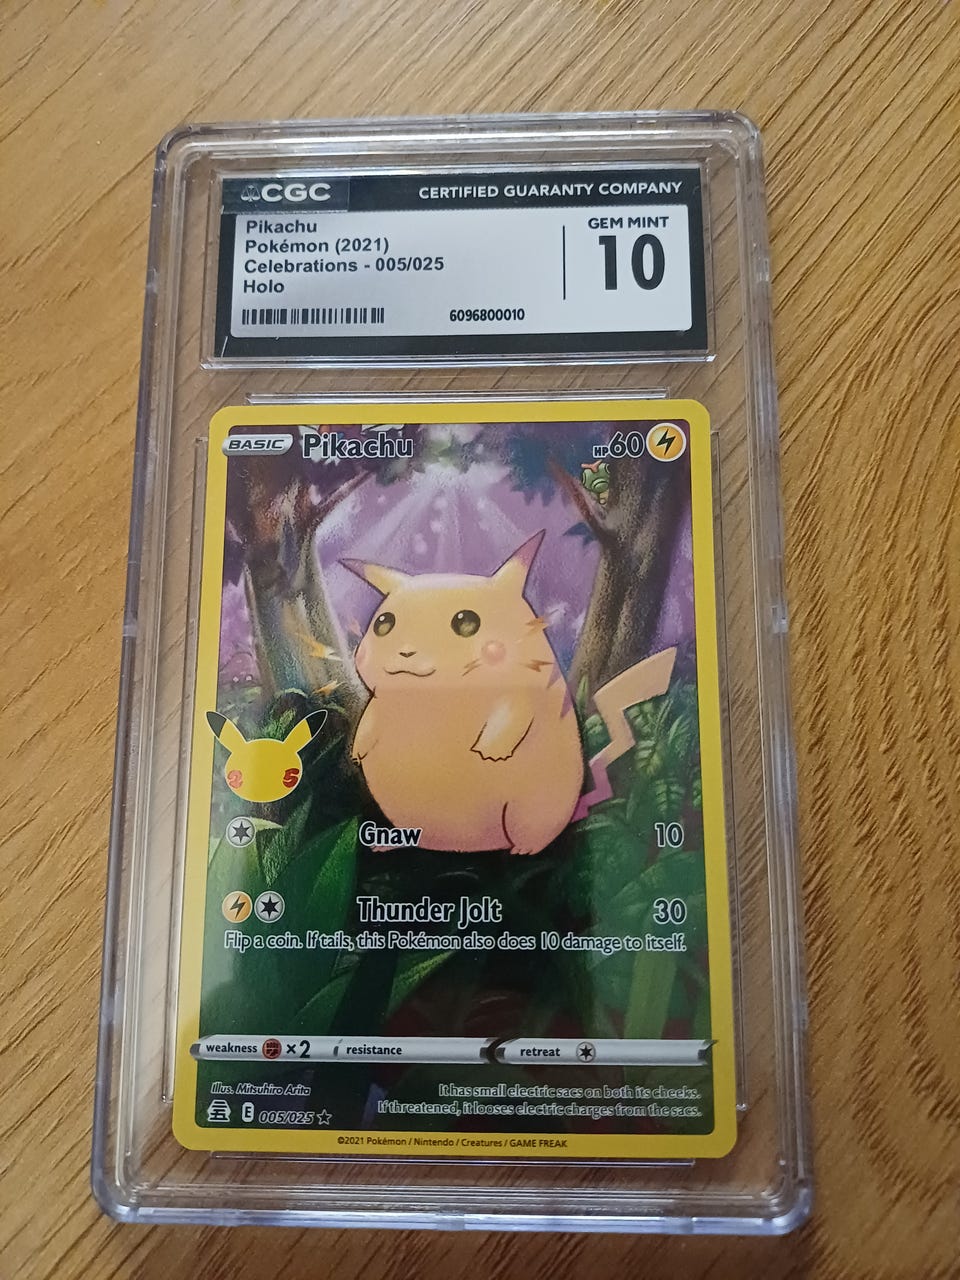 CGC
CERTIFIED GUARANTY COMPANY
Pikachu
Pokémon (2021)
Celebrations - 005/025
Holo
GEM MINT
10
6096800010
BASIC Pikachu HP60
25
Gnaw 10
Thunder Jolt 30
Flip a coin. If tails, this Pokémon also does 10 damage to itself.
weakness ×2 resistance retreat
Illus. Mitsuhiro Arita
It has small electric sacs on both its cheeks.
If threatened, it looses electric charges from the sacs.
E 005/025
©2021 Pokémon / Nintendo / Creatures / GAME FREAK